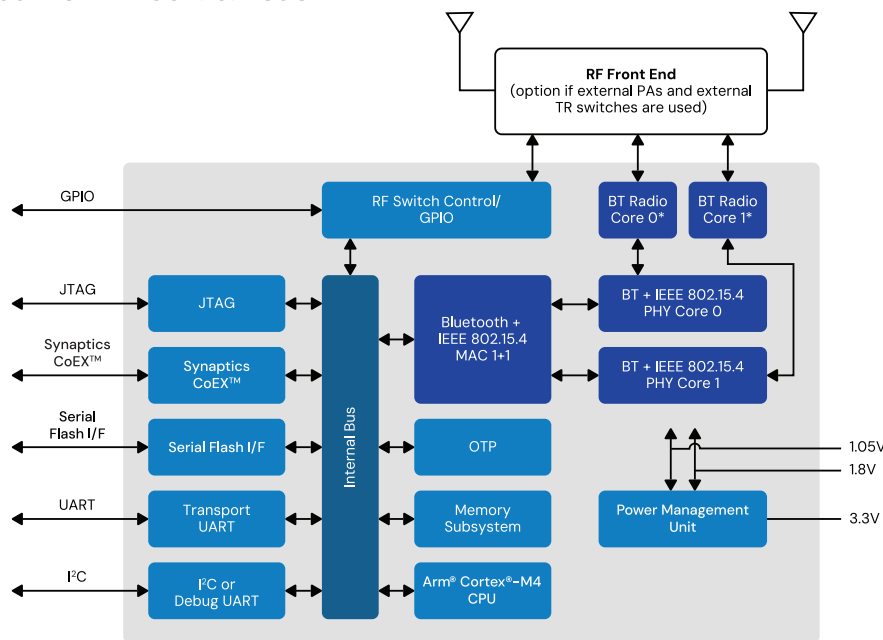 RF Front End
(option if external PAs and external
TR switches are used)
GPIO
RF Switch Control/
GPIO
BT Radio
Core 0*
BT Radio
Core 1*
JTAG
JTAG
Bluetooth +
IEEE 802.15.4
MAC 1+1
BT + IEEE 802.15.4
PHY Core 0
Synaptics
CoEX™
Synaptics
CoEX™
BT + IEEE 802.15.4
PHY Core 1
Internal Bus
Serial
Flash I/F
Serial Flash I/F
OTP
1.05V
1.8V
UART
Transport
UART
Memory
Subsystem
Power Management
Unit
3.3V
I²C
I²C or
Debug UART
Arm® Cortex®-M4
CPU